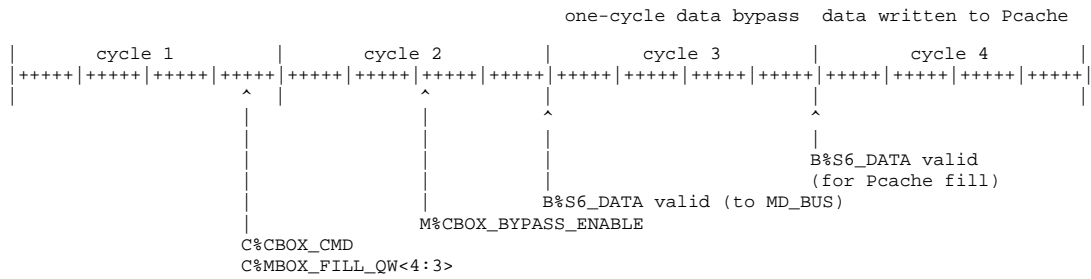 one-cycle data bypass data written to Pcache
| cycle 1 | cycle 2 | cycle 3 | cycle 4 |
|+++++|+++++|+++++|+++++|+++++|+++++|+++++|+++++|+++++|+++++|+++++|+++++|+++++|+++++|+++++|+++++|
B%S6_DATA valid
(for Pcache fill)
B%S6_DATA valid (to MD_BUS)
M%CBOX_BYPASS_ENABLE
C%CBOX_CMD
C%MBOX_FILL_QW<4:3>